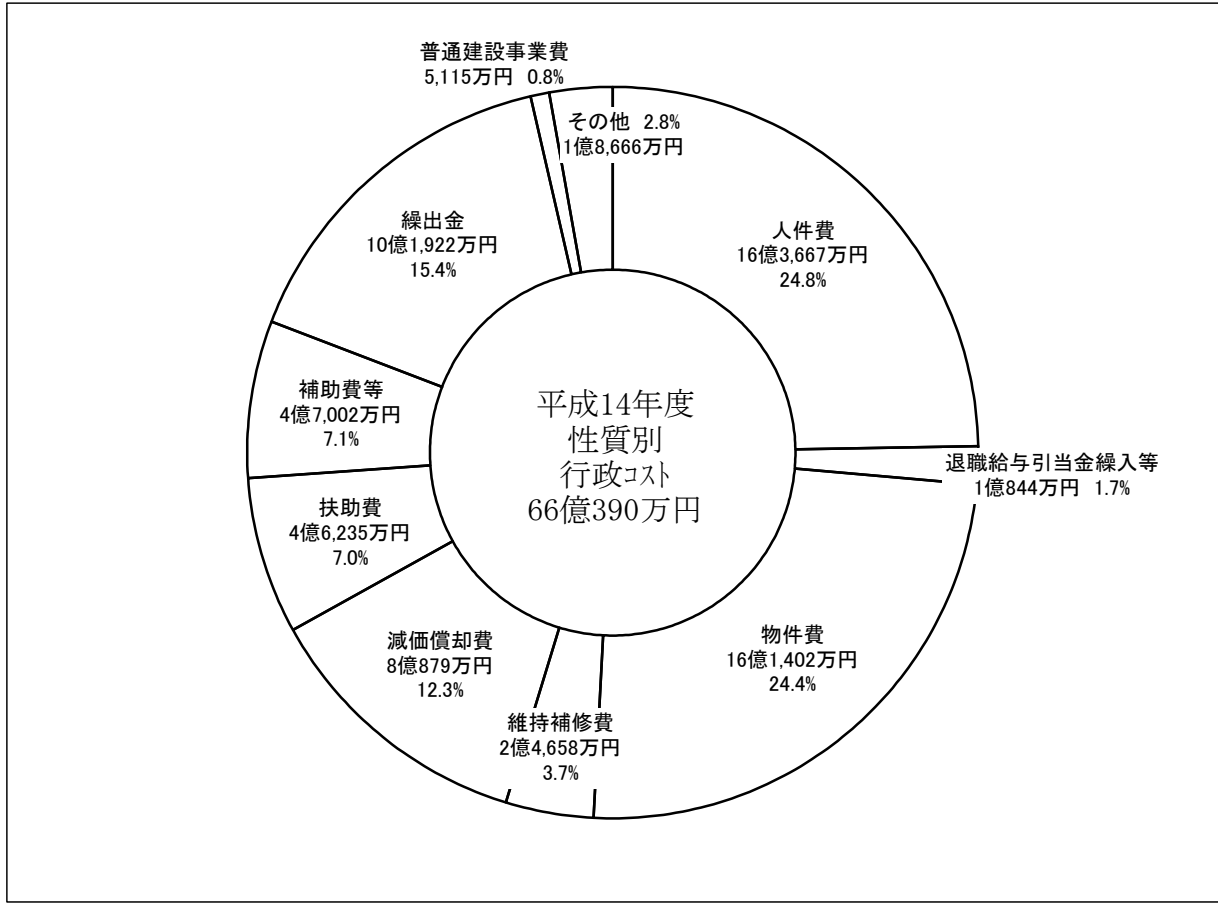 普通建設事業費
5,115万円 0.8%
その他 2.8%
1億8,666万円
人件費
16億3,667万円
24.8%
退職給与引当金繰入等
1億844万円 1.7%
物件費
16億1,402万円
24.4%
維持補修費
2億4,658万円
3.7%
減価償却費
8億879万円
12.3%
扶助費
4億6,235万円
7.0%
補助費等
4億7,002万円
7.1%
繰出金
10億1,922万円
15.4%
平成14年度
性質別
行政ｺｽﾄ
66億390万円